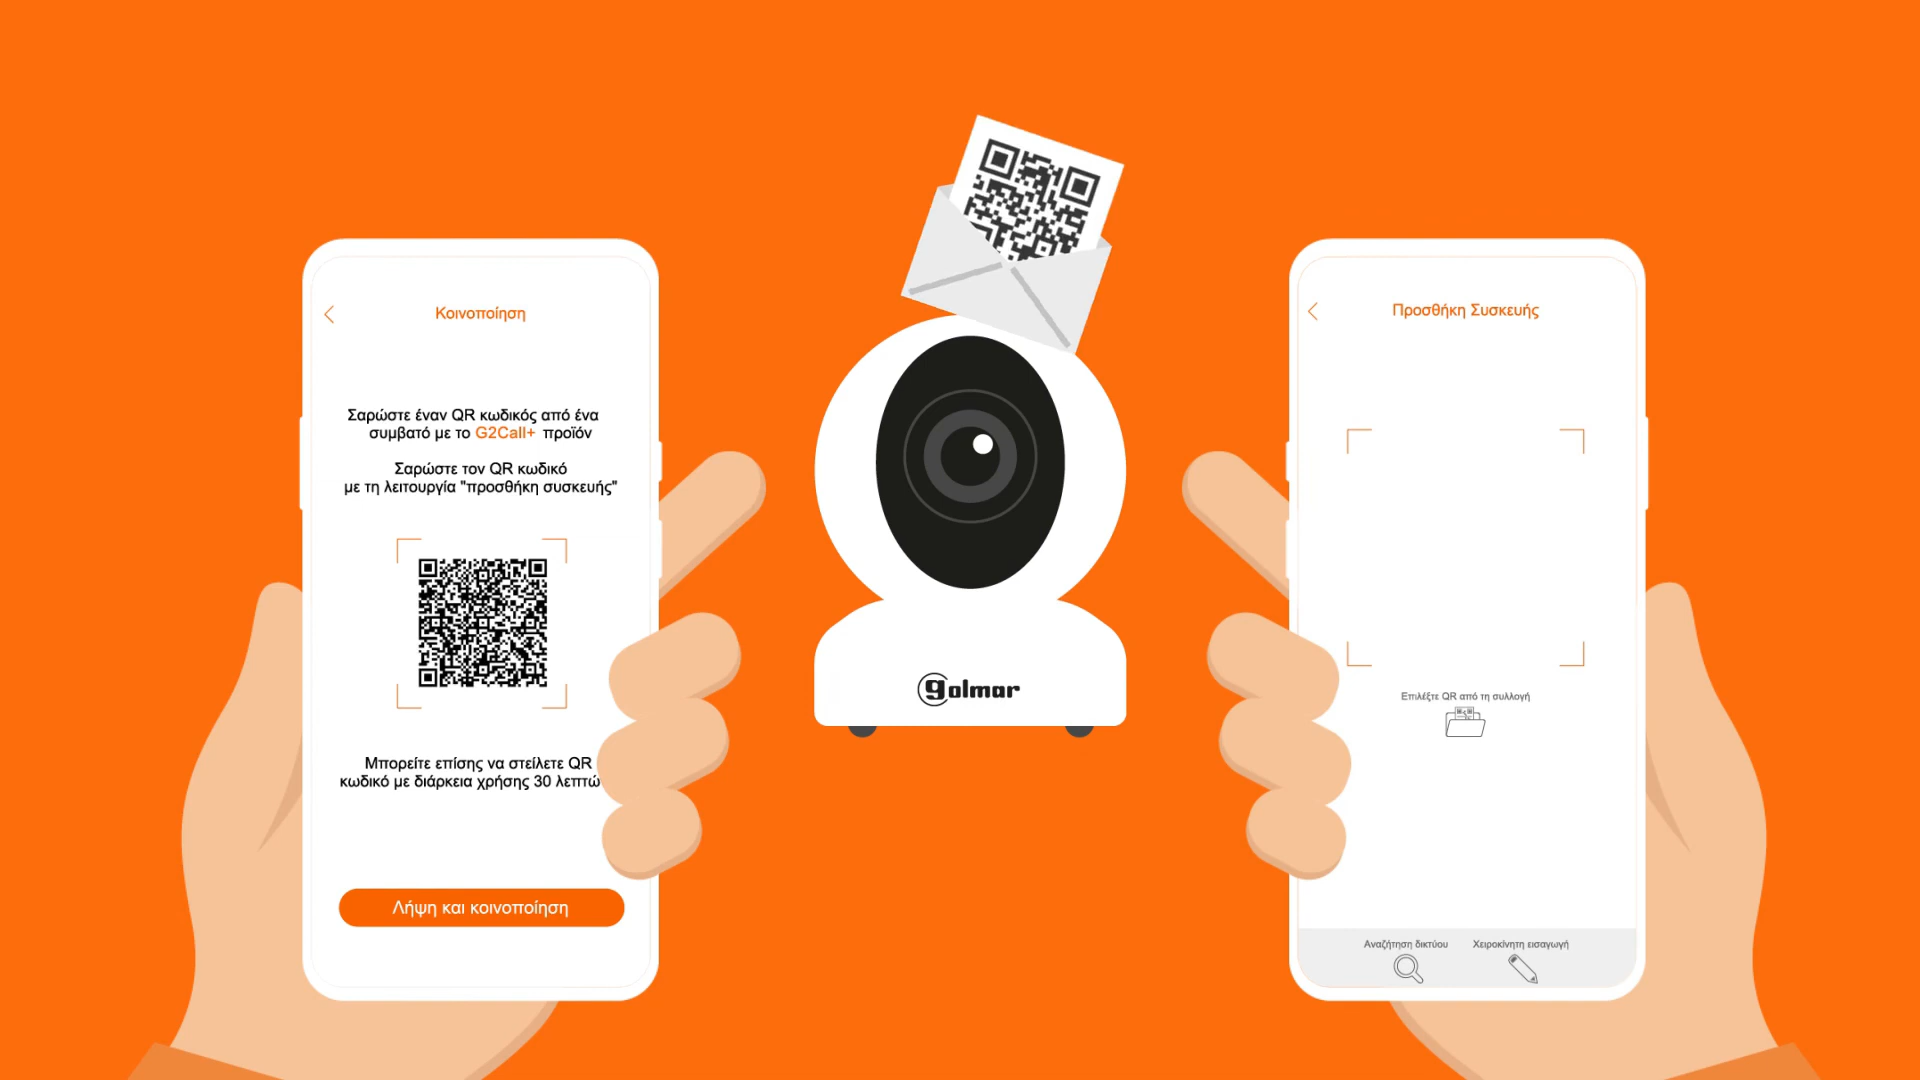 Κοινοποίηση
Σαρώστε έναν QR κωδικός από ένα
συμβατό με το G2Call+ προϊόν
Σαρώστε τον QR κωδικό
με τη λειτουργία "προσθήκη συσκευής"
Μπορείτε επίσης να στείλετε QR
κωδικό με διάρκεια χρήσης 30 λεπτώ
Λήψη και κοινοποίηση
golmar
Προσθήκη Συσκευής
Επιλέξτε QR από τη συλλογή
Αναζήτηση δικτύου
Χειροκίνητη εισαγωγή